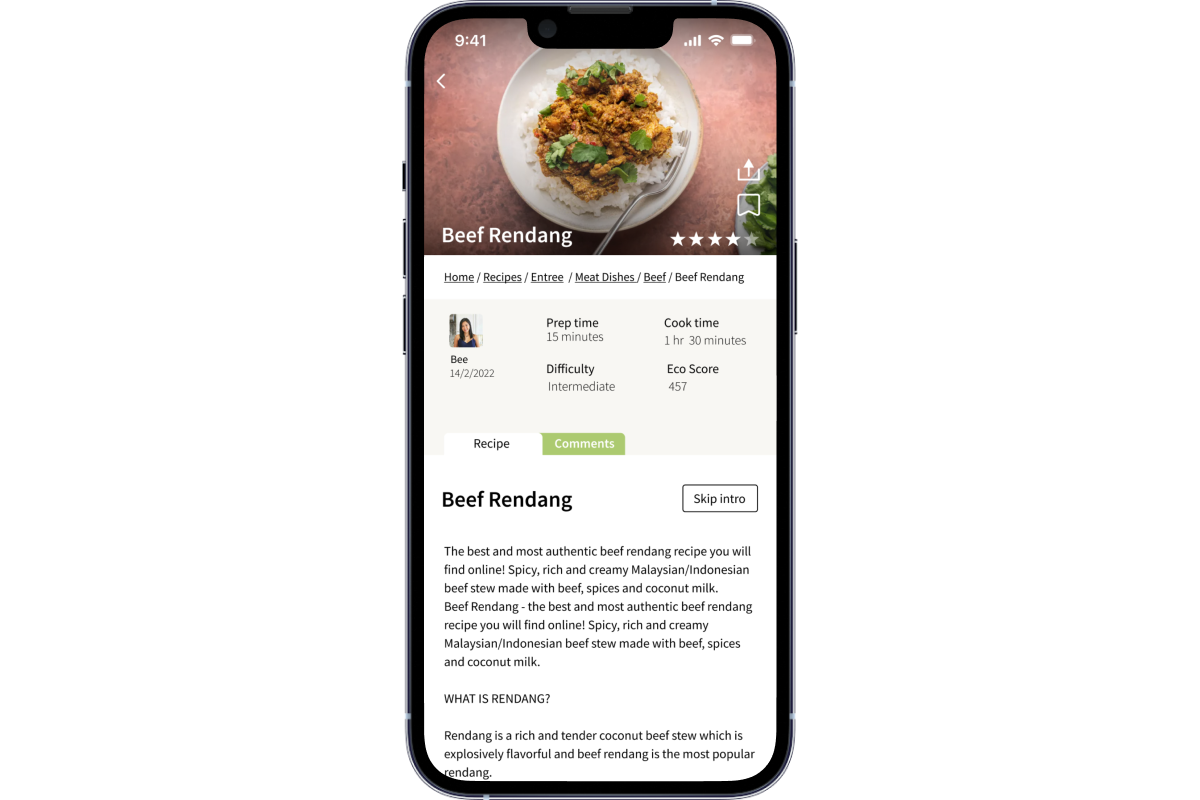 9:41
Beef Rendang
Home / Recipes / Entree / Meat Dishes / Beef / Beef Rendang
Prep time
15 minutes
Cook time
1 hr 30 minutes
Bee
14/2/2022
Difficulty
Intermediate
Eco Score
457
Recipe
Comments
Beef Rendang
Skip intro
The best and most authentic beef rendang recipe you will
find online! Spicy, rich and creamy Malaysian/Indonesian
beef stew made with beef, spices and coconut milk.
Beef Rendang - the best and most authentic beef rendang
recipe you will find online! Spicy, rich and creamy
Malaysian/Indonesian beef stew made with beef, spices
and coconut milk.
WHAT IS RENDANG?
Rendang is a rich and tender coconut beef stew which is
explosively flavorful and beef rendang is the most popular
rendang.